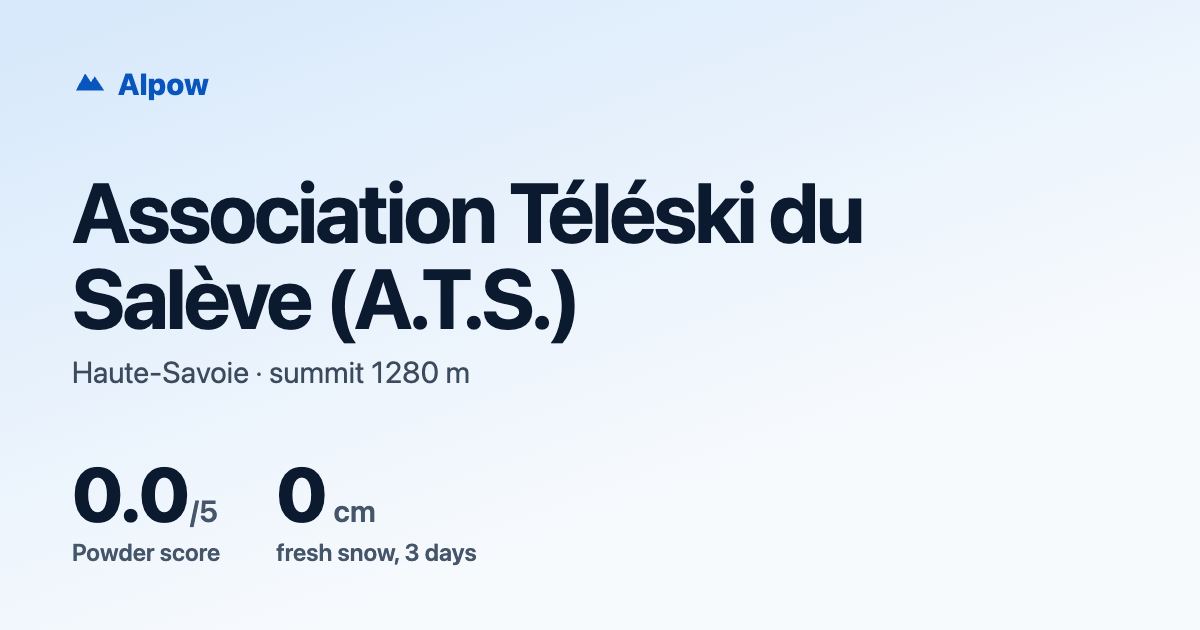 Alpow
Association Téléski du
Salève (A.T.S.)
Haute-Savoie · summit 1280 m
0.0/5 0 cm
Powder score fresh snow, 3 days